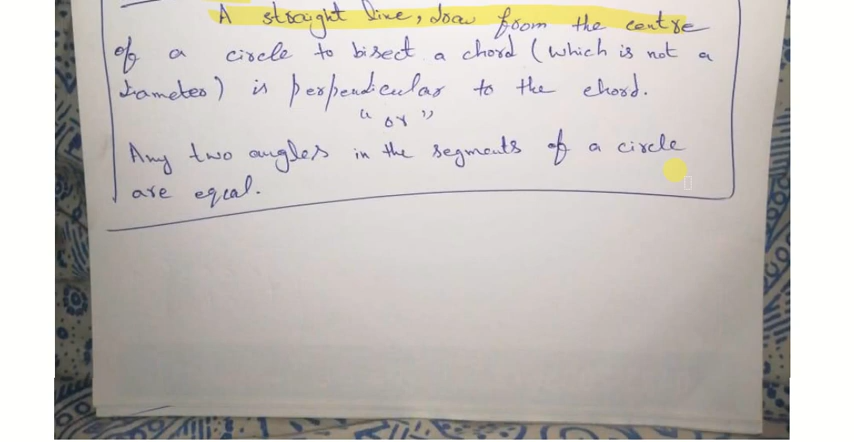 A straight line, draw from the centre
of a circle to bisect a chord (which is not a
diameter) is perpendicular to the chord.
"or"
Any two angles in the segments of a circle
are equal.